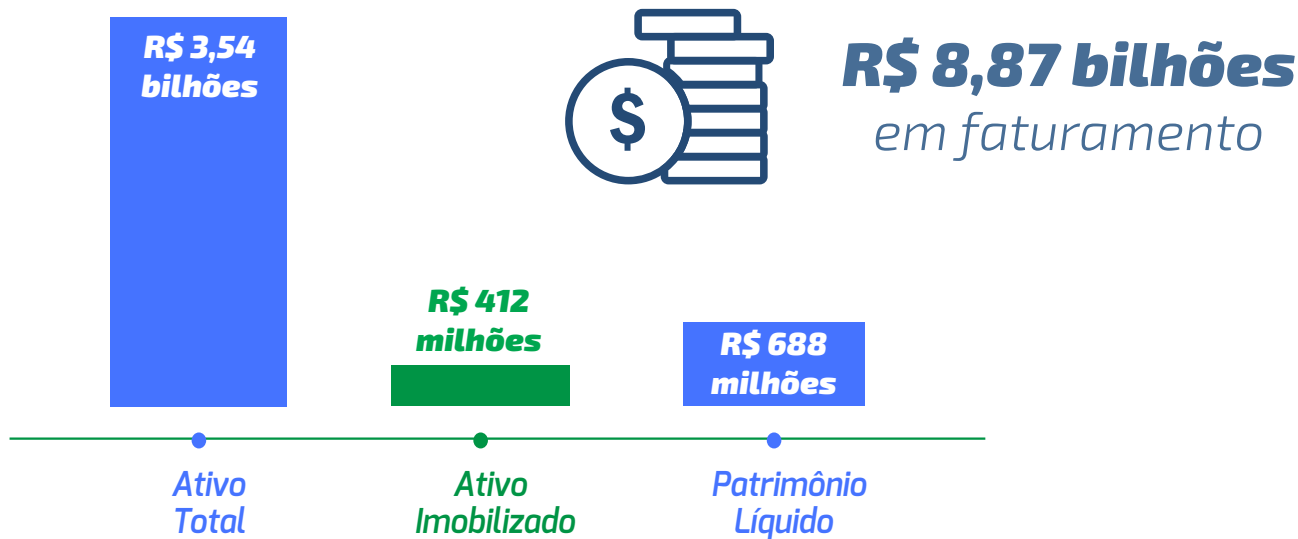 R$ 3,54
bilhões
$
R$ 8,87 bilhões
em faturamento
R$ 412
milhões
R$ 688
milhões
Ativo
Total
Ativo
Imobilizado
Patrimônio
Líquido